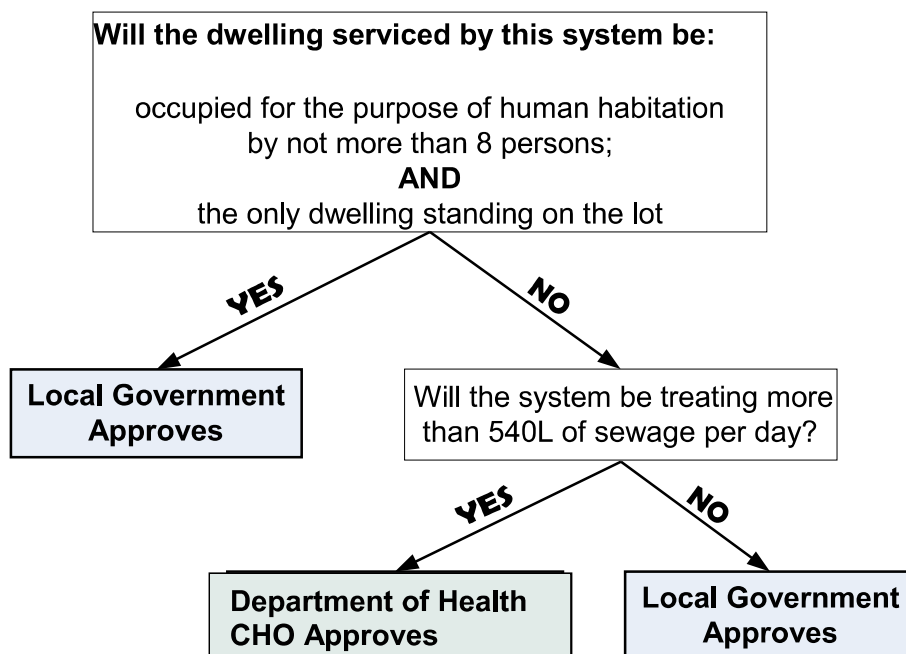 Will the dwelling serviced by this system be:
occupied for the purpose of human habitation
by not more than 8 persons;
AND
the only dwelling standing on the lot
YES
NO
Local Government
Approves
Will the system be treating more
than 540L of sewage per day?
YES
NO
Department of Health
CHO Approves
Local Government
Approves